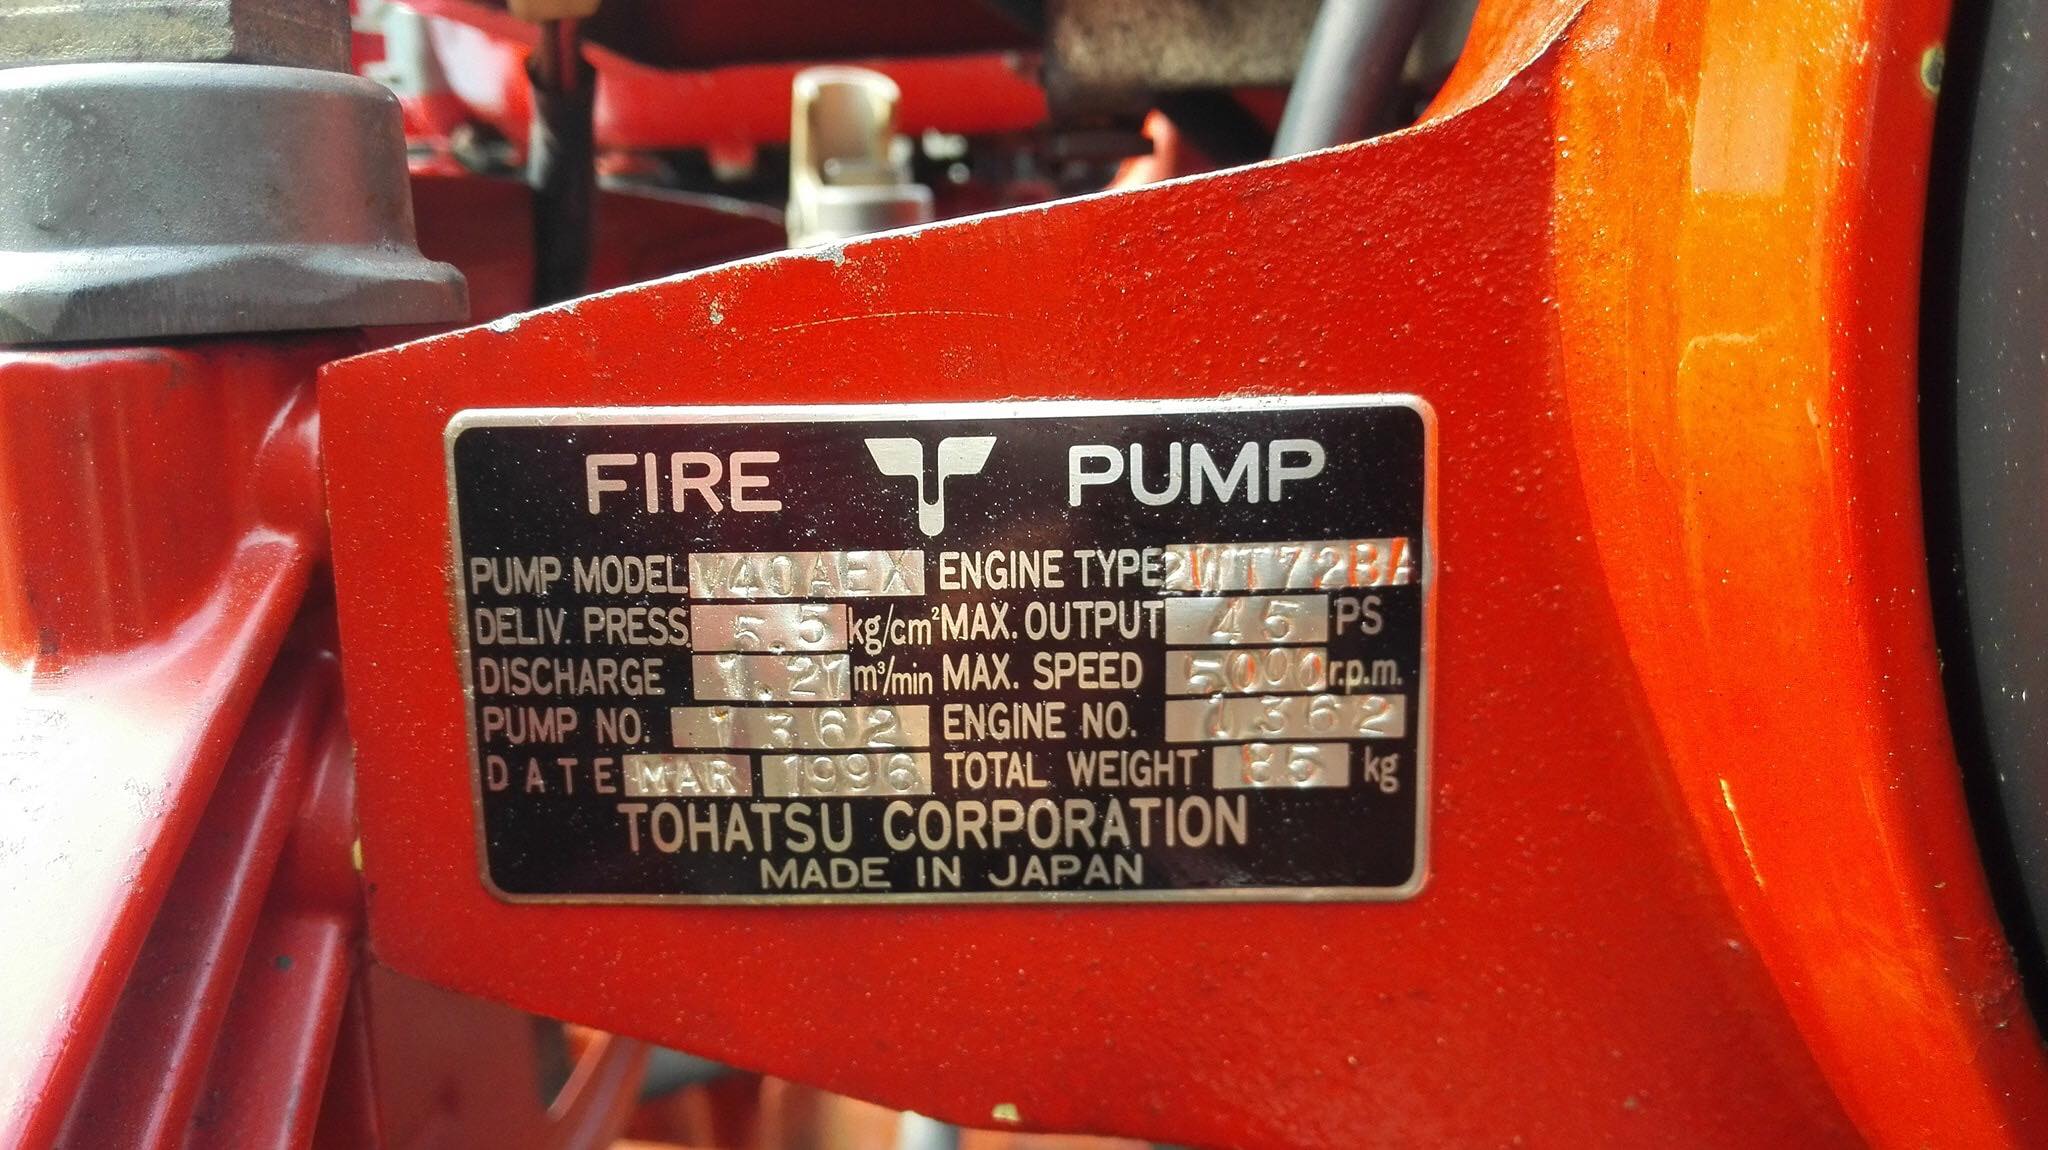 FIRE PUMP
PUMP MODEL V40AEX ENGINE TYPE 2WT72BA
DELIV. PRESS. 5.5 kg/cm² MAX. OUTPUT 45 PS
DISCHARGE 1.21 m³/min MAX. SPEED 5000 r.p.m.
PUMP NO. 1362 ENGINE NO. 1362
DATE MAR 1996 TOTAL WEIGHT 85 kg
TOHATSU CORPORATION
MADE IN JAPAN